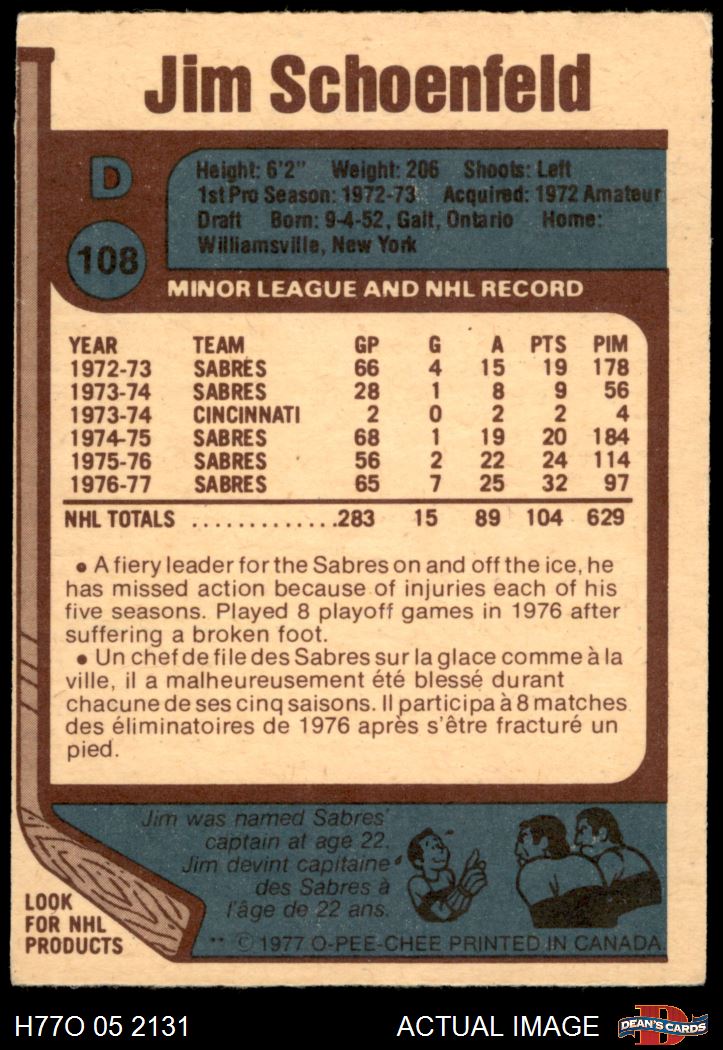 Jim Schoenfeld
D
108
Height: 6'2" Weight: 206 Shoots: Left
1st Pro Season: 1972-73 Acquired: 1972 Amateur
Draft Born: 9-4-52, Galt, Ontario Home:
Williamsville, New York
MINOR LEAGUE AND NHL RECORD
YEAR TEAM GP G A PTS PIM
1972-73 SABRES 66 4 15 19 178
1973-74 SABRES 28 1 8 9 56
1973-74 CINCINNATI 2 0 2 2 4
1974-75 SABRES 68 1 19 20 184
1975-76 SABRES 56 2 22 24 114
1976-77 SABRES 65 7 25 32 97
NHL TOTALS .............283 15 89 104 629
• A fiery leader for the Sabres on and off the ice, he
has missed action because of injuries each of his
five seasons. Played 8 playoff games in 1976 after
suffering a broken foot.
• Un chef de file des Sabres sur la glace comme à la
ville, il a malheureusement été blessé durant
chacune de ses cinq saisons. Il participa à 8 matches
des éliminatoires de 1976 après s'être fracturé un
pied.
Jim was named Sabres'
captain at age 22.
Jim devint capitaine
des Sabres à
l'âge de 22 ans.
LOOK
FOR NHL
PRODUCTS
** © 1977 O-PEE-CHEE PRINTED IN CANADA
H77O 05 2131
ACTUAL IMAGE
D
DEAN'S CARDS